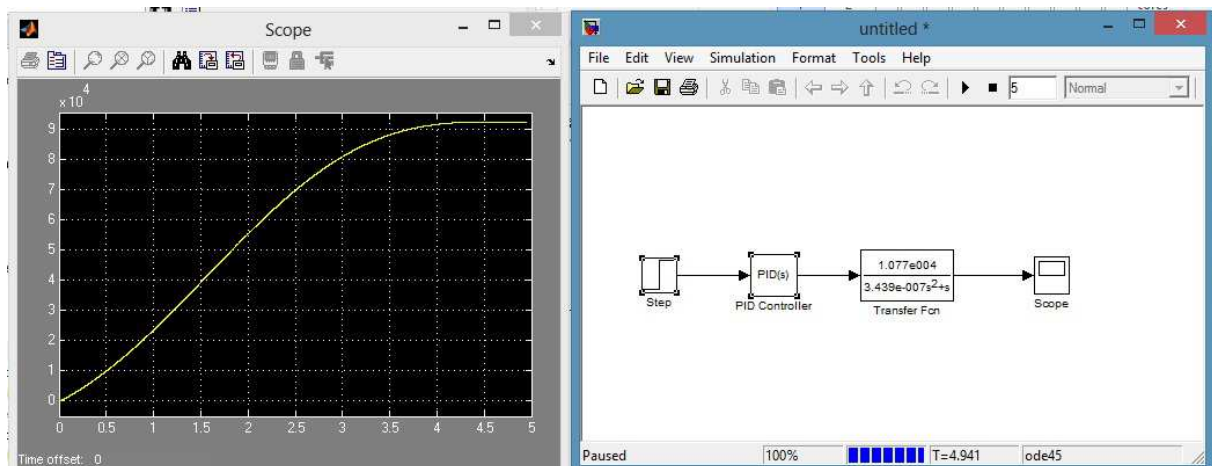 Scope
x 10 4
9
8
7
6
5
4
3
2
1
0
0 0.5 1 1.5 2 2.5 3 3.5 4 4.5 5
Time offset: 0
untitled *
File Edit View Simulation Format Tools Help
5 Normal
Step
PID(s)
PID Controller
1.077e004
3.439e-007s²+s
Transfer Fcn
Scope
Paused 100% T=4.941 ode45